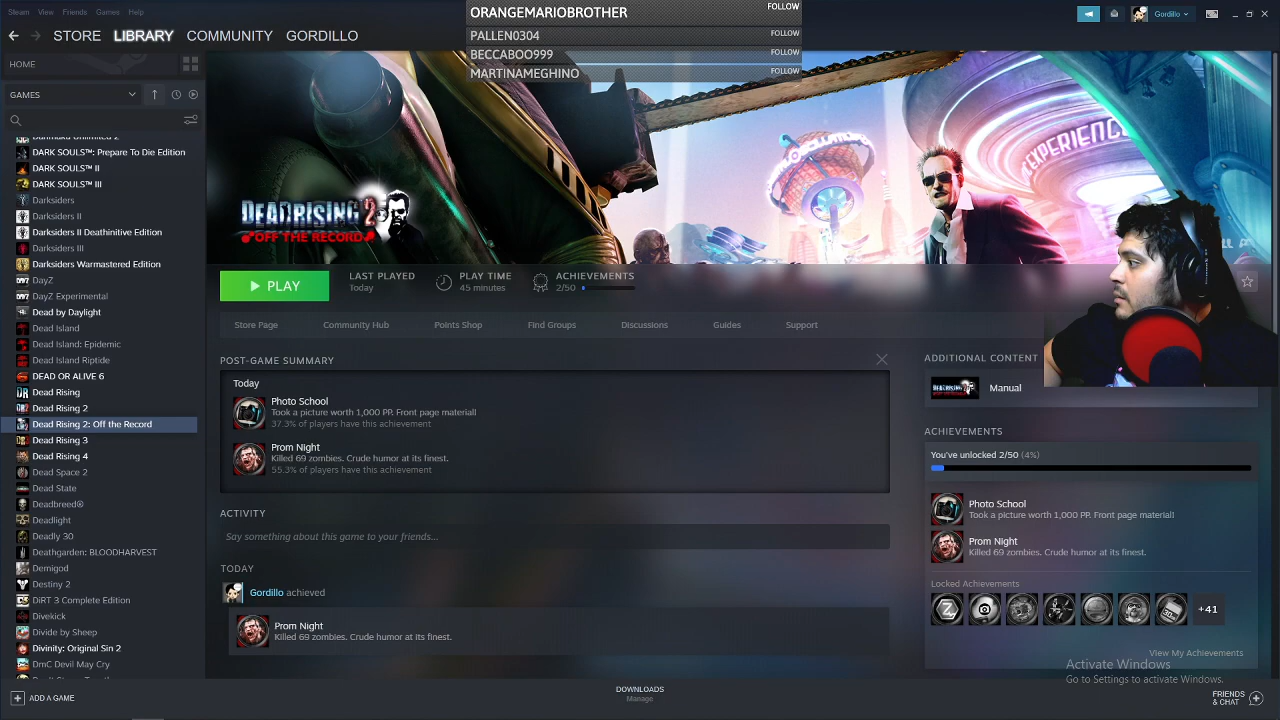 Steam View Friends Games Help
ORANGEMARIOBROTHER FOLLOW
PALLEN0304 FOLLOW
BECCABOO999 FOLLOW
MARTINAMEGHINO FOLLOW
Gordillo
STORE LIBRARY COMMUNITY GORDILLO
HOME
GAMES
DARK SOULS™: Prepare To Die Edition
DARK SOULS™ II
DARK SOULS™ III
Darksiders
Darksiders II
Darksiders II Deathinitive Edition
Darksiders III
Darksiders Warmastered Edition
DayZ
DayZ Experimental
Dead by Daylight
Dead Island
Dead Island: Epidemic
Dead Island Riptide
DEAD OR ALIVE 6
Dead Rising
Dead Rising 2
Dead Rising 2: Off the Record
Dead Rising 3
Dead Rising 4
Dead Space 2
Dead State
Deadbreed®
Deadlight
Deadly 30
Deathgarden: BLOODHARVEST
Demigod
Destiny 2
DiRT 3 Complete Edition
Divekick
Divide by Sheep
Divinity: Original Sin 2
DmC Devil May Cry
ADD A GAME
EXPERIENCE
DEADRISING 2
OFF THE RECORD
PLAY
LAST PLAYED
Today
PLAY TIME
45 minutes
ACHIEVEMENTS
2/50
Store Page Community Hub Points Shop Find Groups Discussions Guides Support
POST-GAME SUMMARY
Today
Photo School
Took a picture worth 1,000 PP. Front page material!
37.3% of players have this achievement
Prom Night
Killed 69 zombies. Crude humor at its finest.
55.3% of players have this achievement
ACTIVITY
Say something about this game to your friends...
TODAY
Gordillo achieved
Prom Night
Killed 69 zombies. Crude humor at its finest.
ADDITIONAL CONTENT
Manual
ACHIEVEMENTS
You've unlocked 2/50 (4%)
Photo School
Took a picture worth 1,000 PP. Front page material!
Prom Night
Killed 69 zombies. Crude humor at its finest.
Locked Achievements
+41
View My Achievements
Activate Windows
Go to Settings to activate Windows.
DOWNLOADS
Manage
FRIENDS
& CHAT